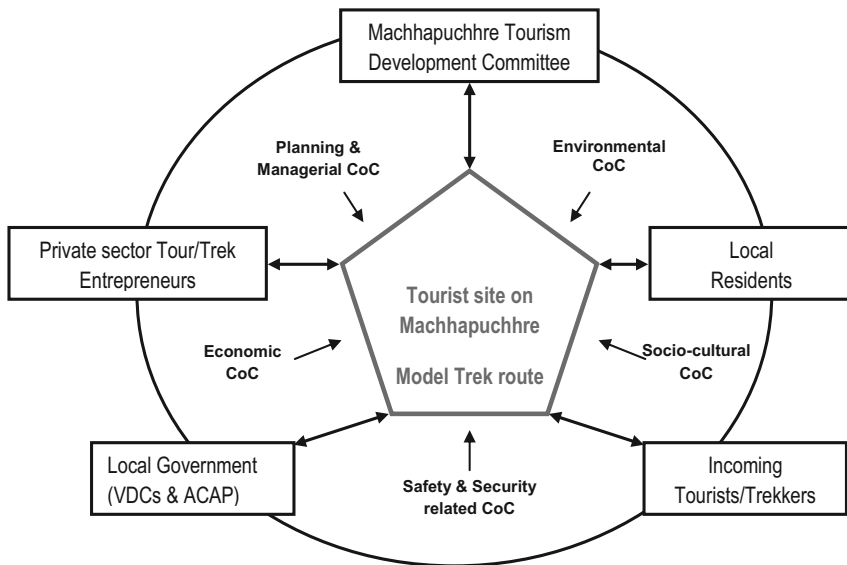 Machhapuchhre Tourism
Development Committee
Planning &
Managerial CoC
Environmental
CoC
Private sector Tour/Trek
Entrepreneurs
Local
Residents
Tourist site on
Machhapuchhre
Model Trek route
Economic
CoC
Socio-cultural
CoC
Local Government
(VDCs & ACAP)
Safety & Security
related CoC
Incoming
Tourists/Trekkers